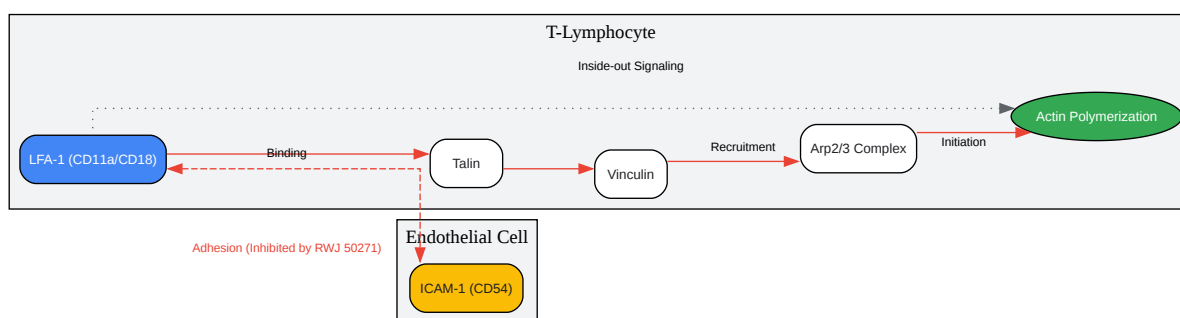 T-Lymphocyte
Inside-out Signaling
Actin Polymerization
LFA-1 (CD11a/CD18)
Binding
Talin
Vinculin
Recruitment
Arp2/3 Complex
Initiation
Endothelial Cell
Adhesion (Inhibited by RWJ 50271)
ICAM-1 (CD54)